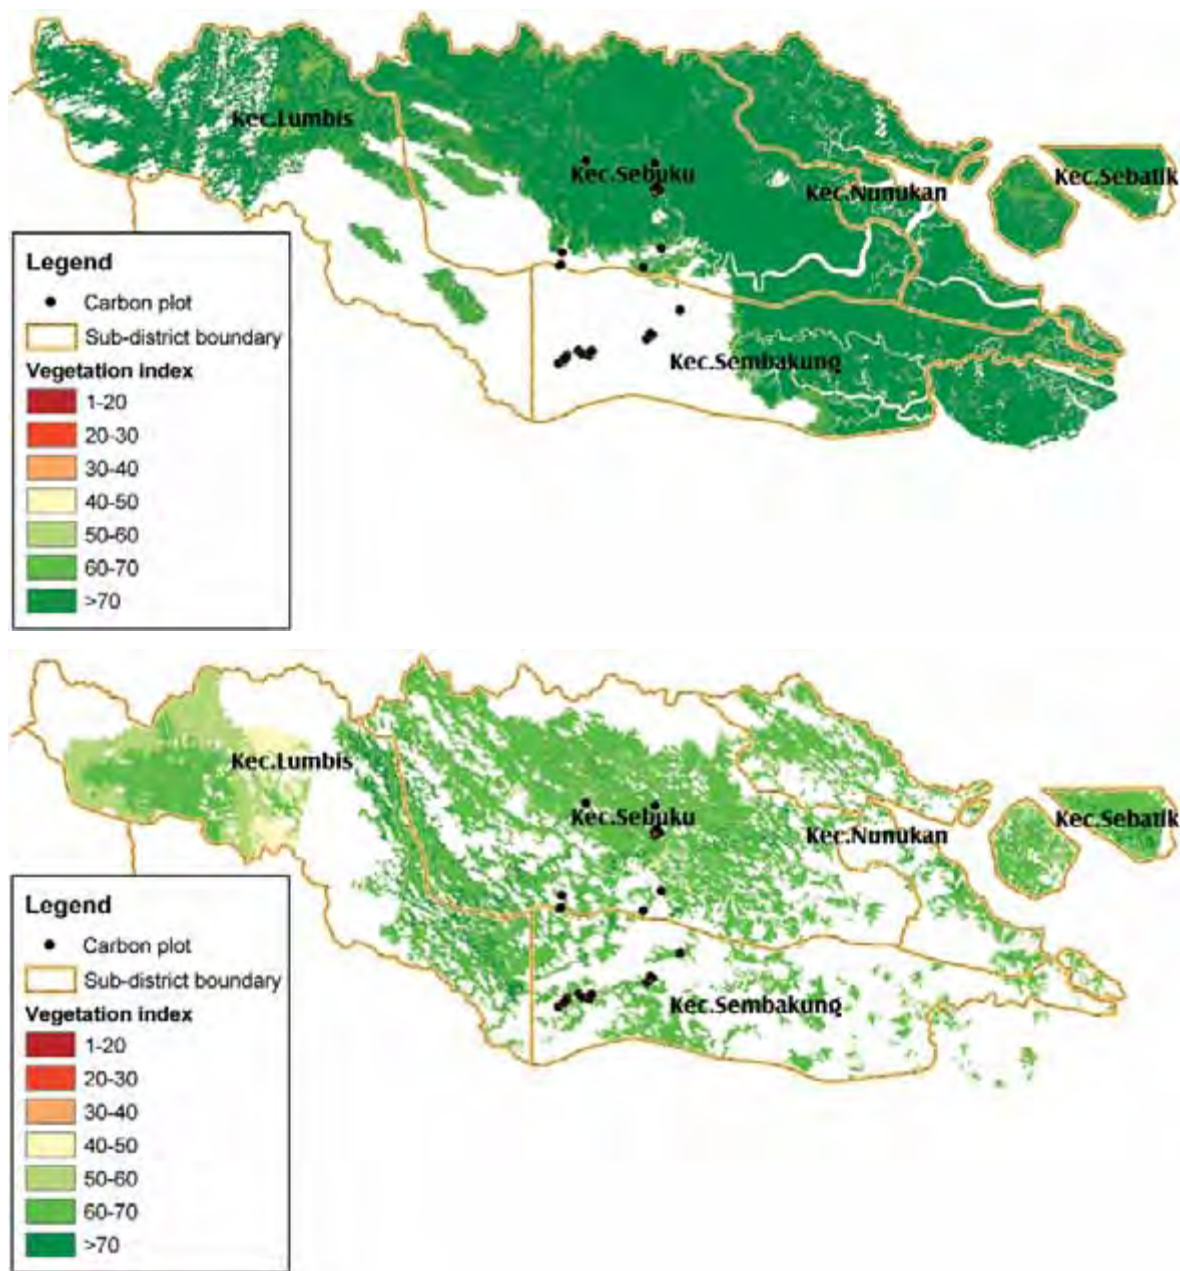 Kec.Lumbis
Kec.Sebuku
Kec.Nunukan
Kec.Sebatik
Kec.Sembakung
Legend
Carbon plot
Sub-district boundary
Vegetation index
1-20
20-30
30-40
40-50
50-60
60-70
>70
Kec.Lumbis
Kec.Sebuku
Kec.Nunukan
Kec.Sebatik
Kec.Sembakung
Legend
Carbon plot
Sub-district boundary
Vegetation index
1-20
20-30
30-40
40-50
50-60
60-70
>70